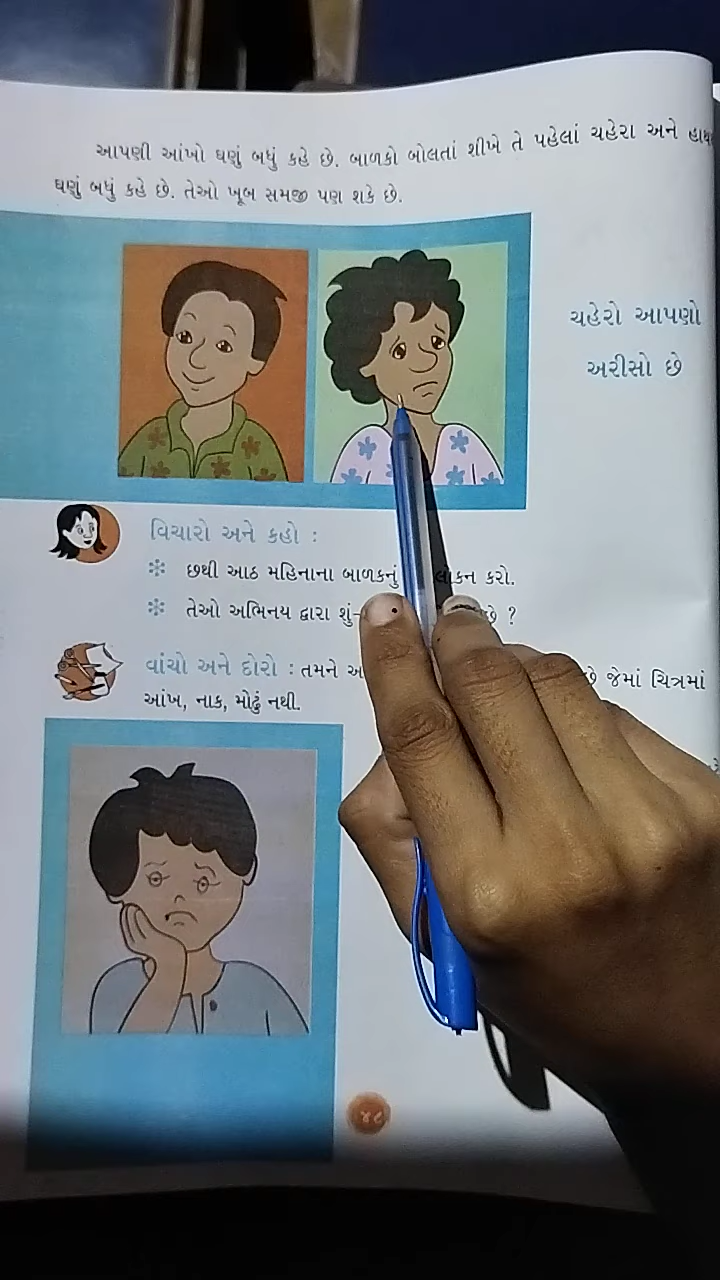 આપણી આંખો ઘણું બધું કહે છે. બાળકો બોલતાં શીખે તે પહેલાં ચહેરા અને
ઘણું બધું કહે છે. તેઓ ખૂબ સમજી પણ શકે છે.
ચહેરો આપણો
અરીસો છે
વિચારો અને કહો :
❉ છથી આઠ મહિનાના બાળકનું કરો.
❉ તેઓ અભિનય દ્વારા શું- છે ?
વાંચો અને દોરો : તમને છે જેમાં ચિત્રમાં
આંખ, નાક, મોઢું નથી.
૪૮